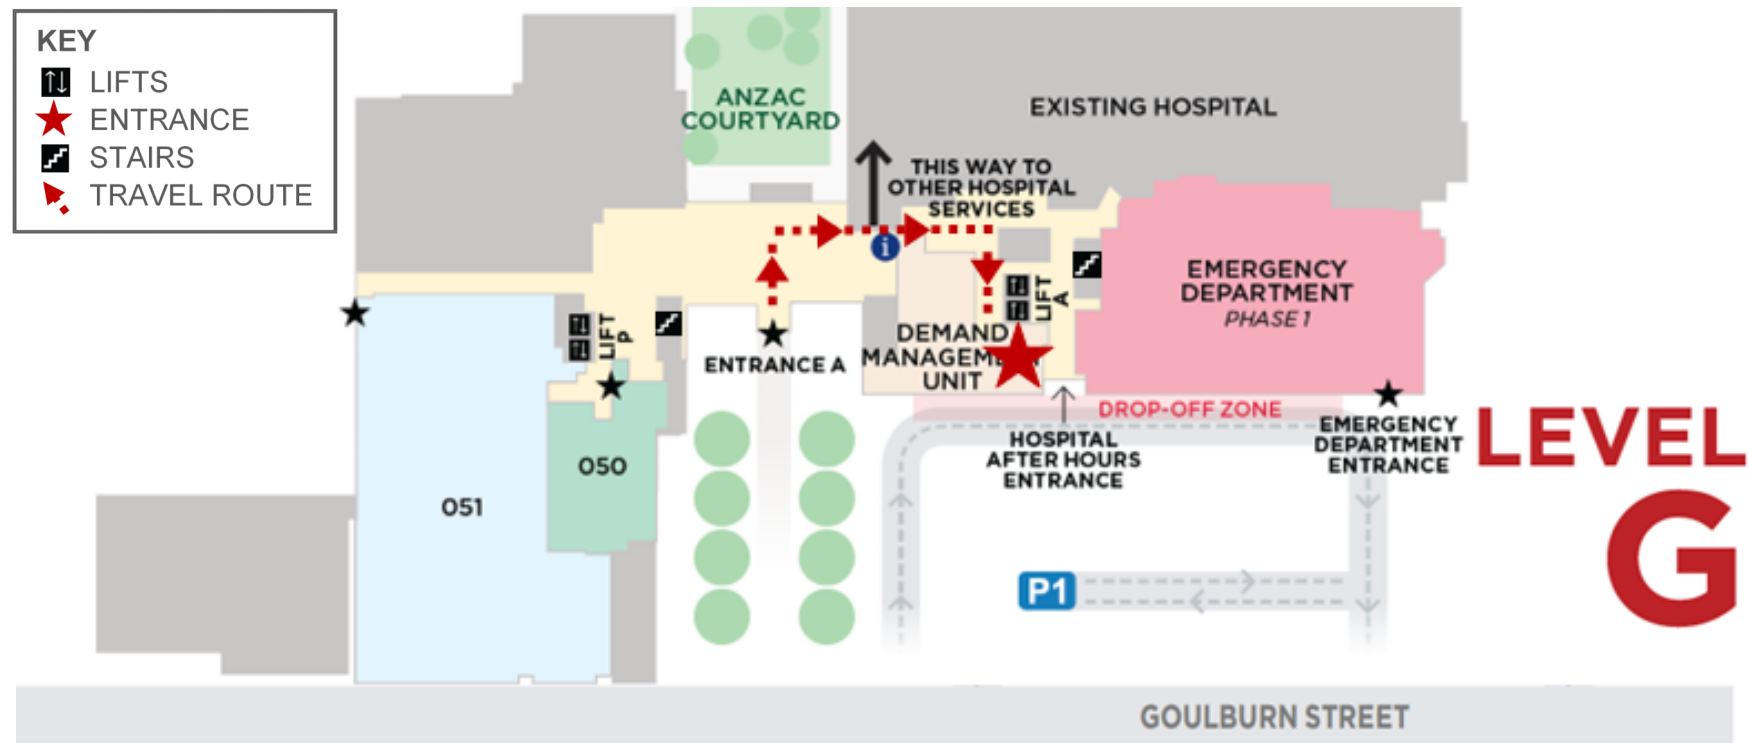 KEY
LIFTS
ENTRANCE
STAIRS
TRAVEL ROUTE
ANZAC
COURTYARD
EXISTING HOSPITAL
THIS WAY TO
OTHER HOSPITAL
SERVICES
i
EMERGENCY
DEPARTMENT
PHASE 1
LIFT
A
LIFT
P
ENTRANCE A
DEMAND
MANAGEMENT
UNIT
DROP-OFF ZONE
HOSPITAL
AFTER HOURS
ENTRANCE
EMERGENCY
DEPARTMENT
ENTRANCE
LEVEL
G
050
051
P1
GOULBURN STREET